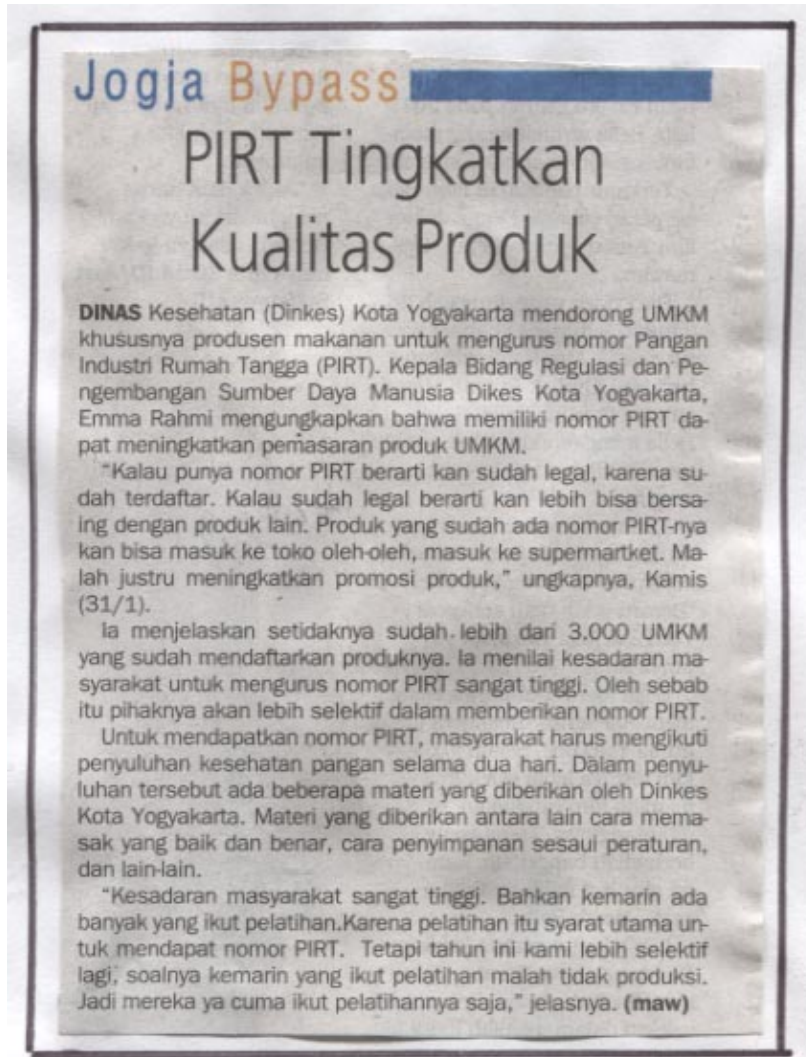 Jogja Bypass
PIRT Tingkatkan
Kualitas Produk
DINAS Kesehatan (Dinkes) Kota Yogyakarta mendorong UMKM
khususnya produsen makanan untuk mengurus nomor Pangan
Industri Rumah Tangga (PIRT). Kepala Bidang Regulasi dan Pe-
ngembangan Sumber Daya Manusia Dikes Kota Yogyakarta,
Emma Rahmi mengungkapkan bahwa memiliki nomor PIRT da-
pat meningkatkan pemasaran produk UMKM.
"Kalau punya nomor PIRT berarti kan sudah legal, karena su-
dah terdaftar. Kalau sudah legal berarti kan lebih bisa bersa-
ing dengan produk lain. Produk yang sudah ada nomor PIRT-nya
kan bisa masuk ke toko oleh-oleh, masuk ke supermartket. Ma-
lah justru meningkatkan promosi produk," ungkapnya, Kamis
(31/1).
Ia menjelaskan setidaknya sudah lebih dari 3.000 UMKM
yang sudah mendaftarkan produknya. Ia menilai kesadaran ma-
syarakat untuk mengurus nomor PIRT sangat tinggi. Oleh sebab
itu pihaknya akan lebih selektif dalam memberikan nomor PIRT.
Untuk mendapatkan nomor PIRT, masyarakat harus mengikuti
penyuluhan kesehatan pangan selama dua hari. Dalam penyu-
luhan tersebut ada beberapa materi yang diberikan oleh Dinkes
Kota Yogyakarta. Materi yang diberikan antara lain cara mema-
sak yang baik dan benar, cara penyimpanan sesaui peraturan,
dan lain-lain.
"Kesadaran masyarakat sangat tinggi. Bahkan kemarin ada
banyak yang ikut pelatihan.Karena pelatihan itu syarat utama un-
tuk mendapat nomor PIRT. Tetapi tahun ini kami lebih selektif
lagi, soalnya kemarin yang ikut pelatihan malah tidak produksi.
Jadi mereka ya cuma ikut pelatihannya saja," jelasnya. (maw)